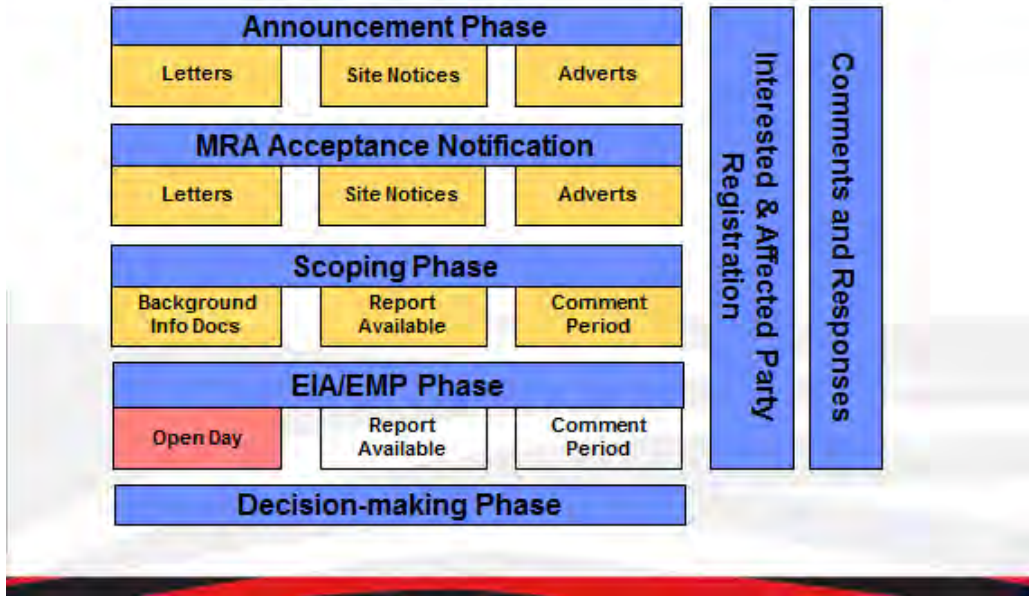 Announcement Phase
Letters
Site Notices
Adverts
MRA Acceptance Notification
Letters
Site Notices
Adverts
Scoping Phase
Background
Info Docs
Report
Available
Comment
Period
EIA/EMP Phase
Open Day
Report
Available
Comment
Period
Decision-making Phase
Interested & Affected Party
Registration
Comments and Responses